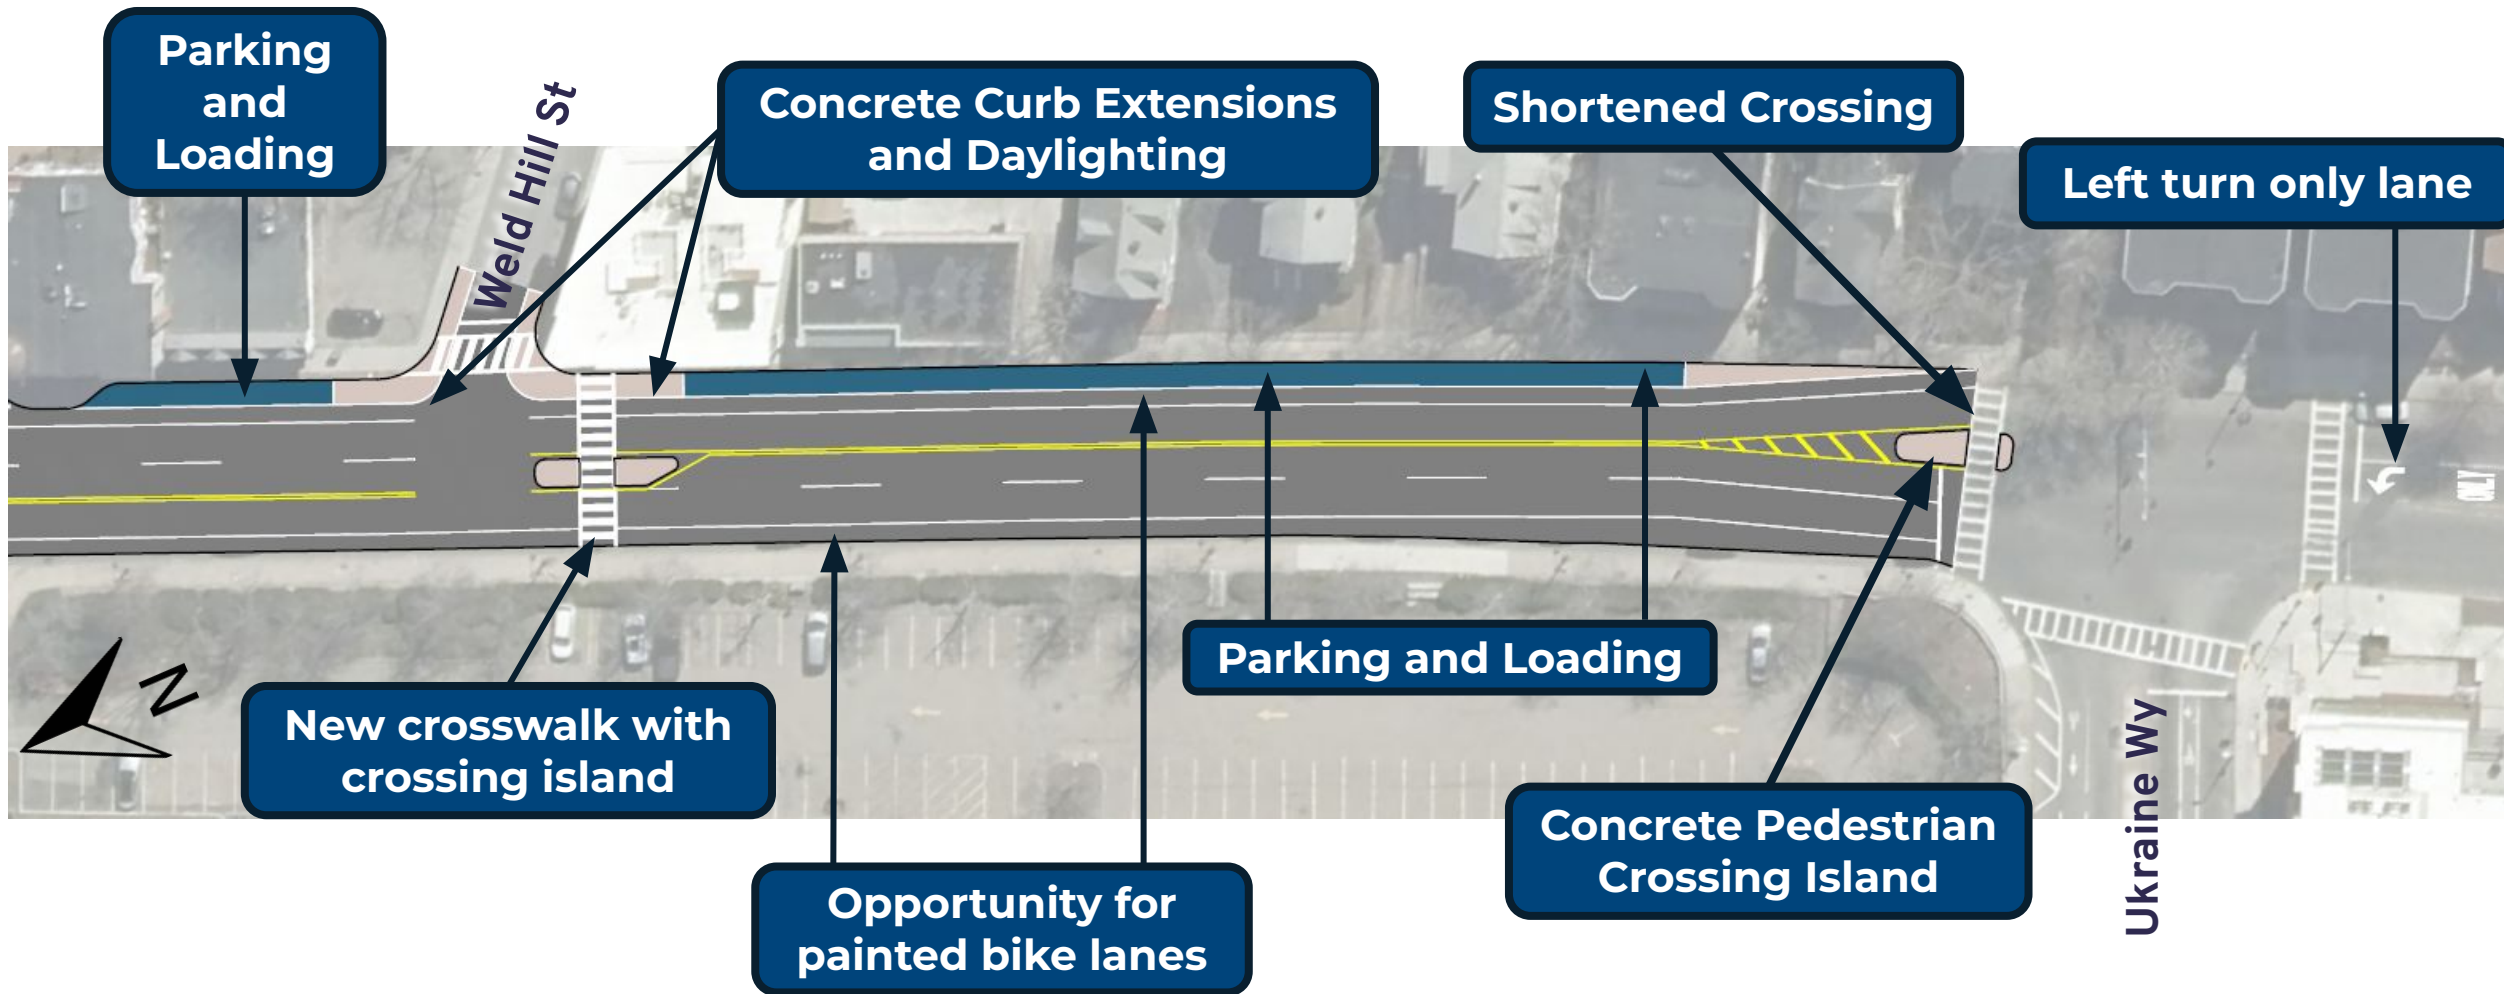 Parking
and
Loading
Weld Hill St
Concrete Curb Extensions
and Daylighting
Shortened Crossing
Left turn only lane
ONLY
N
New crosswalk with
crossing island
Parking and Loading
Opportunity for
painted bike lanes
Concrete Pedestrian
Crossing Island
Ukraine Wy